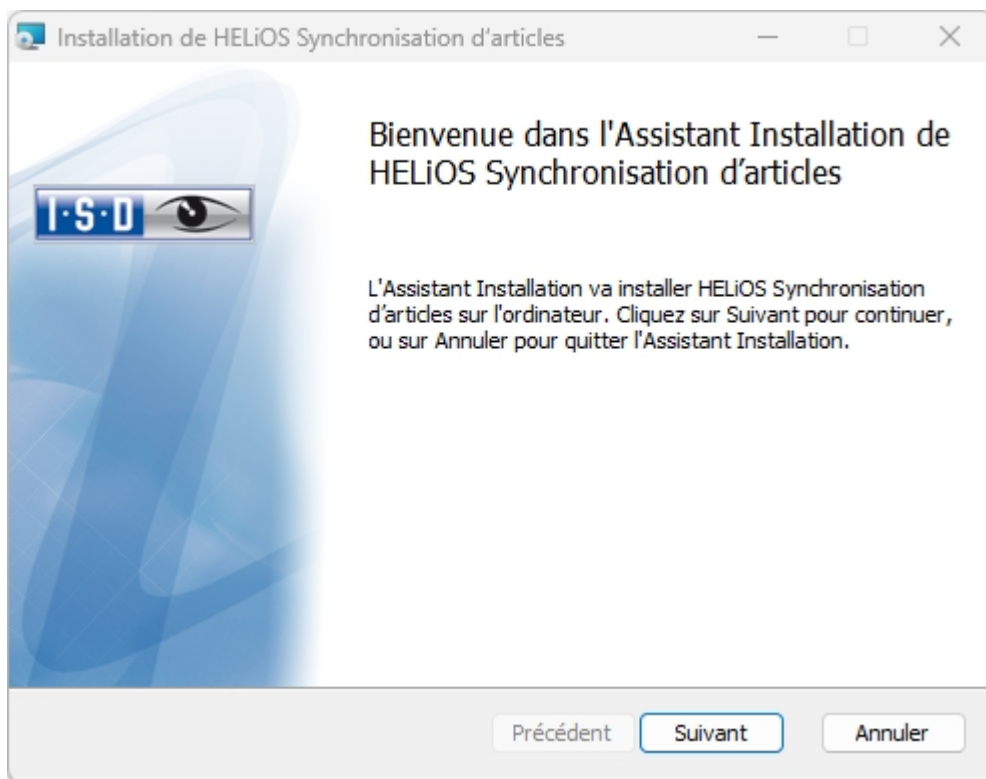 Installation de HELiOS Synchronisation d’articles
Bienvenue dans l'Assistant Installation de
HELiOS Synchronisation d’articles
I·S·D
L'Assistant Installation va installer HELiOS Synchronisation
d’articles sur l'ordinateur. Cliquez sur Suivant pour continuer,
ou sur Annuler pour quitter l'Assistant Installation.
Précédent
Suivant
Annuler